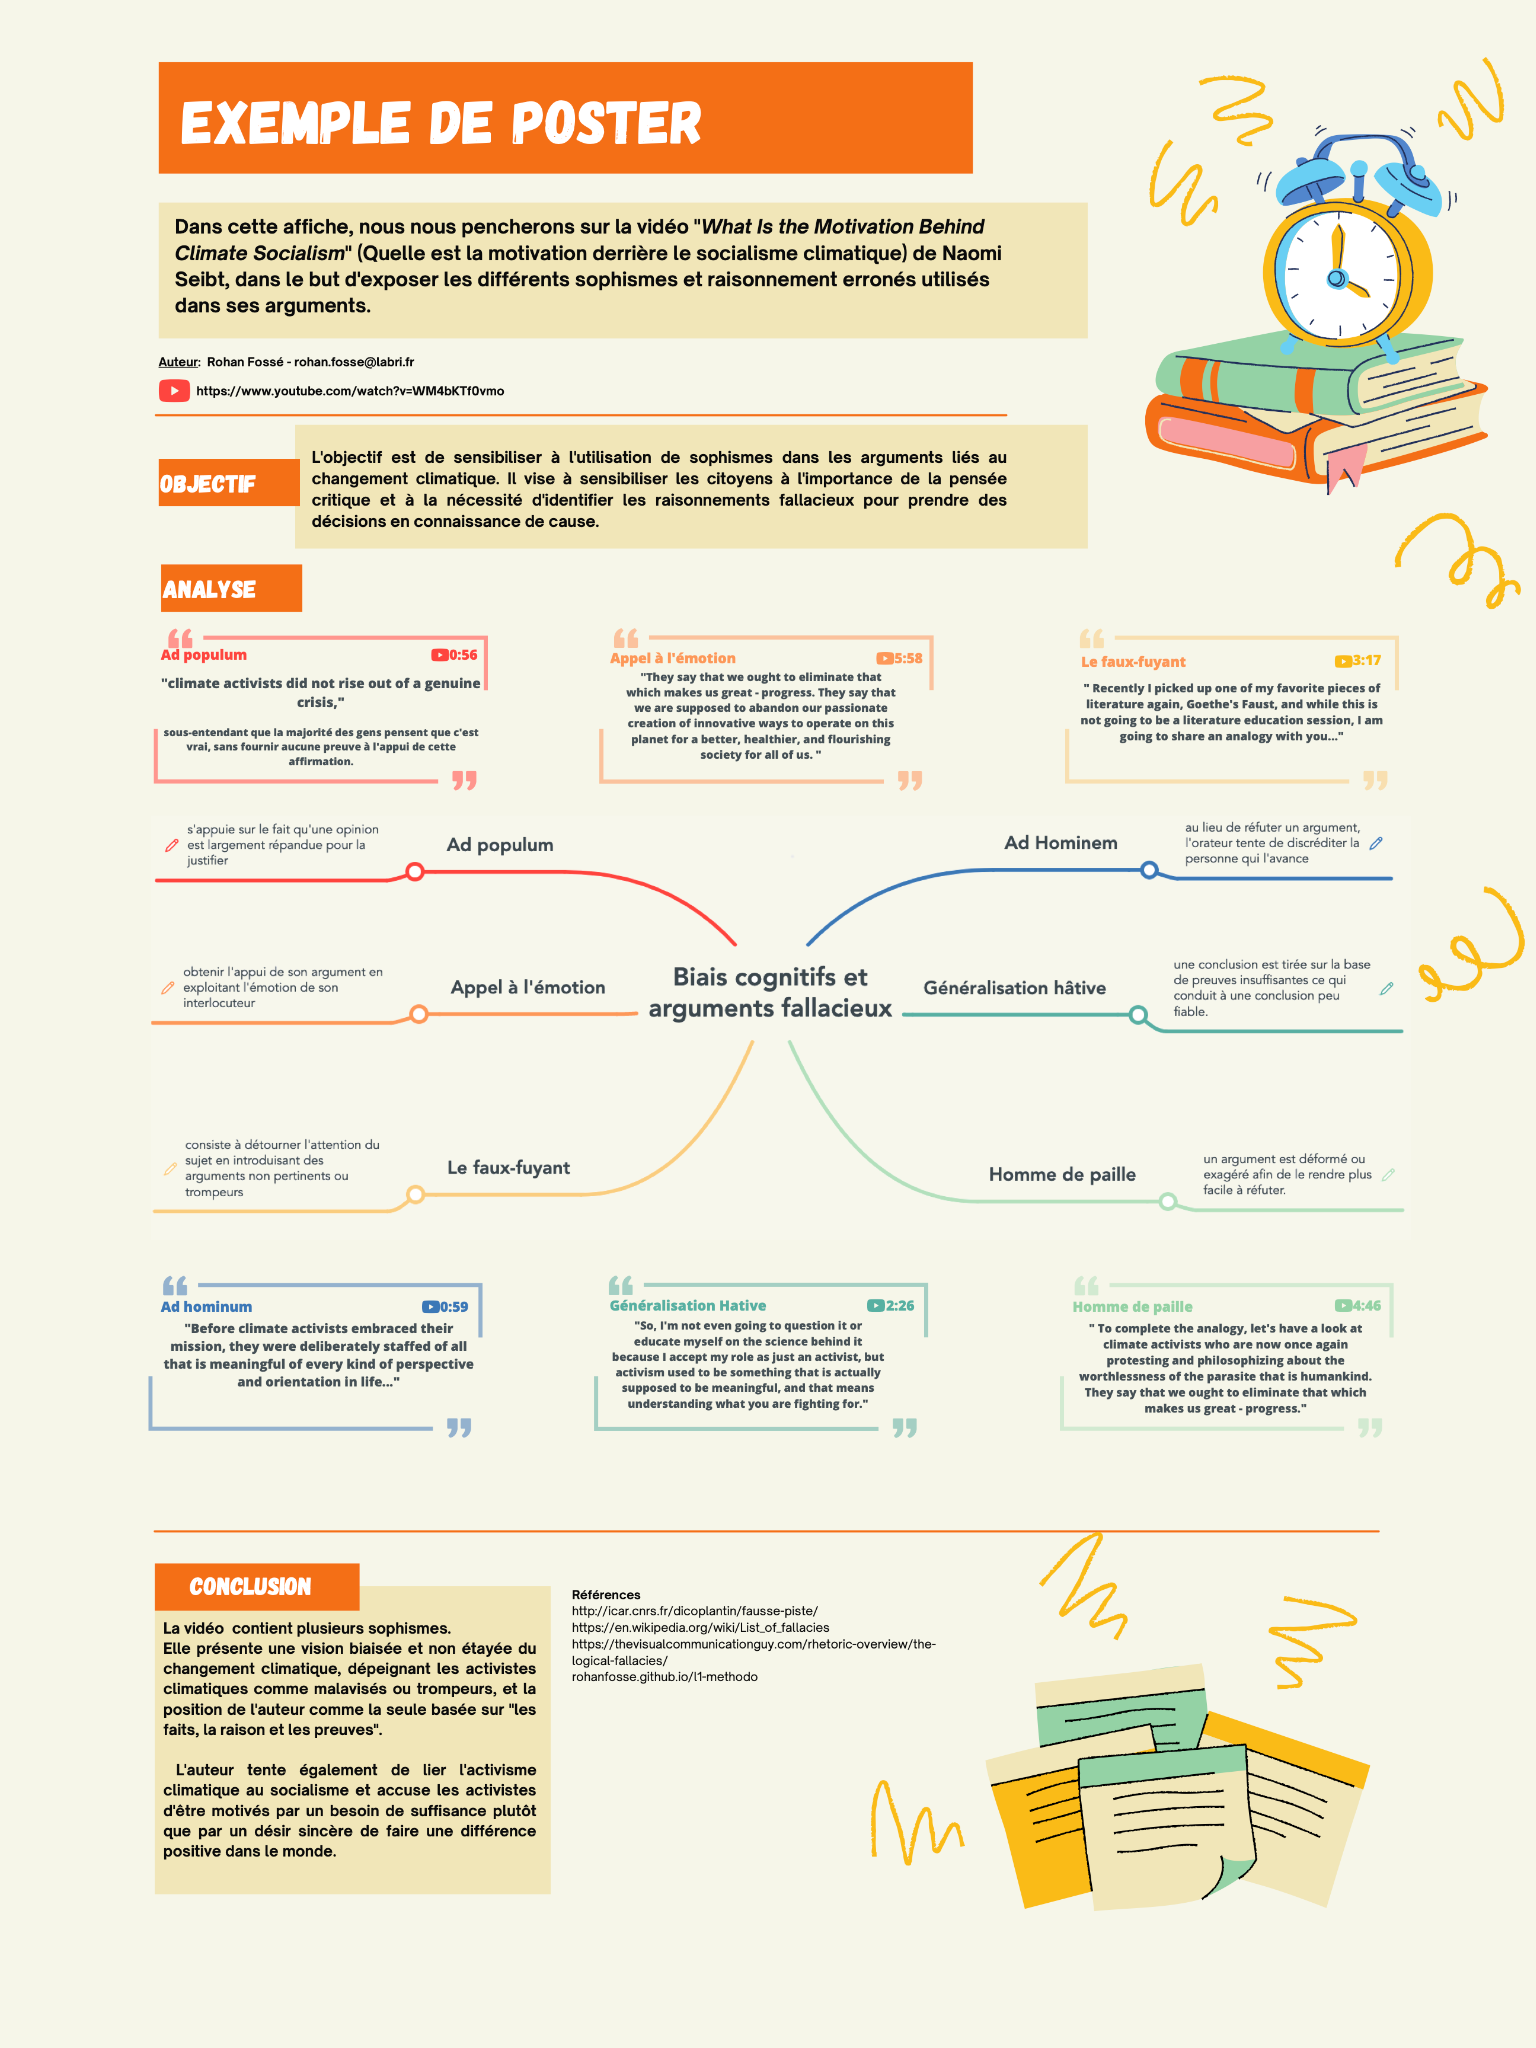 EXEMPLE DE POSTER
Dans cette affiche, nous nous pencherons sur la vidéo "What Is the Motivation Behind
Climate Socialism" (Quelle est la motivation derrière le socialisme climatique) de Naomi
Seibt, dans le but d'exposer les différents sophismes et raisonnement erronés utilisés
dans ses arguments.
Auteur: Rohan Fossé - rohan.fosse@labri.fr
https://www.youtube.com/watch?v=WM4bKTf0vmo
OBJECTIF
L'objectif est de sensibiliser à l'utilisation de sophismes dans les arguments liés au
changement climatique. Il vise à sensibiliser les citoyens à l'importance de la pensée
critique et à la nécessité d'identifier les raisonnements fallacieux pour prendre des
décisions en connaissance de cause.
ANALYSE
Ad populum 0:56
"climate activists did not rise out of a genuine
crisis,"
sous-entendant que la majorité des gens pensent que c'est
vrai, sans fournir aucune preuve à l'appui de cette
affirmation.
Appel à l'émotion 5:58
"They say that we ought to eliminate that
which makes us great - progress. They say that
we are supposed to abandon our passionate
creation of innovative ways to operate on this
planet for a better, healthier, and flourishing
society for all of us. "
Le faux-fuyant 3:17
" Recently I picked up one of my favorite pieces of
literature again, Goethe's Faust, and while this is
not going to be a literature education session, I am
going to share an analogy with you..."
s'appuie sur le fait qu'une opinion
est largement répandue pour la
justifier
Ad populum
Ad Hominem
au lieu de réfuter un argument,
l'orateur tente de discréditer la
personne qui l'avance
obtenir l'appui de son argument en
exploitant l'émotion de son
interlocuteur
Appel à l'émotion
Biais cognitifs et
arguments fallacieux
Généralisation hâtive
une conclusion est tirée sur la base
de preuves insuffisantes ce qui
conduit à une conclusion peu
fiable.
consiste à détourner l'attention du
sujet en introduisant des
arguments non pertinents ou
trompeurs
Le faux-fuyant
Homme de paille
un argument est déformé ou
exagéré afin de le rendre plus
facile à réfuter.
Ad hominum 0:59
"Before climate activists embraced their
mission, they were deliberately staffed of all
that is meaningful of every kind of perspective
and orientation in life..."
Généralisation Hative 2:26
"So, I'm not even going to question it or
educate myself on the science behind it
because I accept my role as just an activist, but
activism used to be something that is actually
supposed to be meaningful, and that means
understanding what you are fighting for."
Homme de paille 4:46
" To complete the analogy, let's have a look at
climate activists who are now once again
protesting and philosophizing about the
worthlessness of the parasite that is humankind.
They say that we ought to eliminate that which
makes us great - progress."
CONCLUSION
La vidéo contient plusieurs sophismes.
Elle présente une vision biaisée et non étayée du
changement climatique, dépeignant les activistes
climatiques comme malavisés ou trompeurs, et la
position de l'auteur comme la seule basée sur "les
faits, la raison et les preuves".
L'auteur tente également de lier l'activisme
climatique au socialisme et accuse les activistes
d'être motivés par un besoin de suffisance plutôt
que par un désir sincère de faire une différence
positive dans le monde.
Références
http://icar.cnrs.fr/dicoplantin/fausse-piste/
https://en.wikipedia.org/wiki/List_of_fallacies
https://thevisualcommunicationguy.com/rhetoric-overview/the-
logical-fallacies/
rohanfosse.github.io/l1-methodo